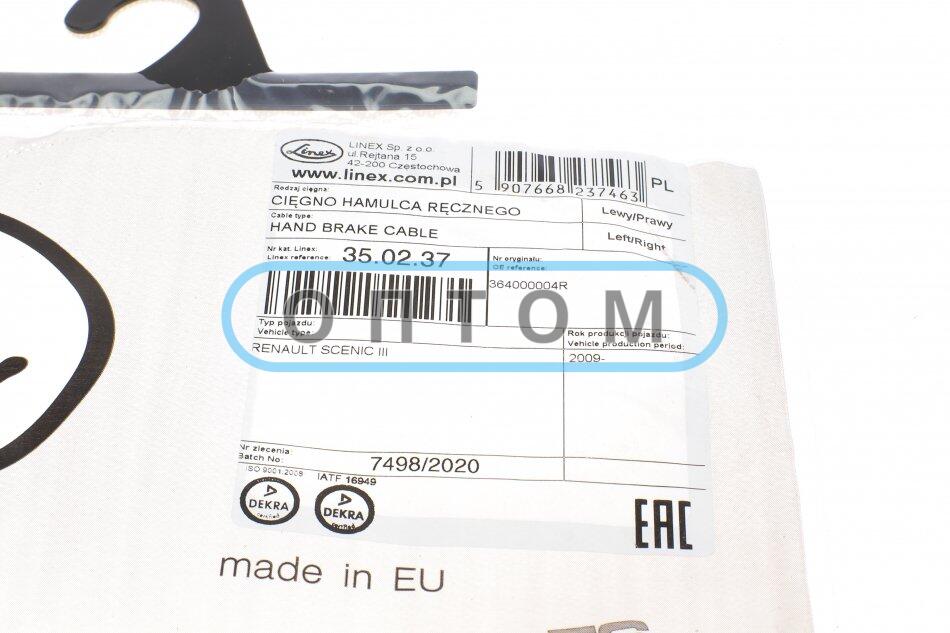 Linex
LINEX Sp. z o.o.
ul.Rejtana 15
42-200 Częstochowa
www.linex.com.pl
5 907668 237463
PL
Rodzaj cięgna:
CIĘGNO HAMULCA RĘCZNEGO
Lewy/Prawy
Cable type:
HAND BRAKE CABLE
Left/Right
Nr kat. Linex:
Linex reference:
35.02.37
Nr oryginału:
OE reference:
364000004R
ОПТОМ
Typ pojazdu:
Vehicle type:
RENAULT SCENIC III
Rok produkcji pojazdu:
Vehicle production period:
2009-
Nr zlecenia:
Batch No:
7498/2020
ISO 9001:2008
IATF 16949
DEKRA
certified
DEKRA
certified
EAC
made in EU